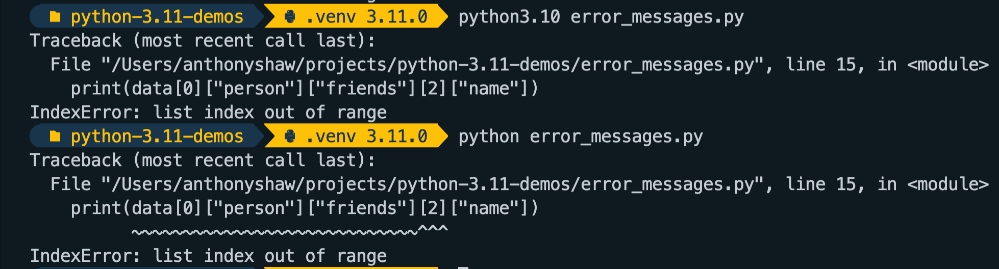 python-3.11-demos .venv 3.11.0 python3.10 error_messages.py
Traceback (most recent call last):
  File "/Users/anthonyshaw/projects/python-3.11-demos/error_messages.py", line 15, in <module>
    print(data[0]["person"]["friends"][2]["name"])
IndexError: list index out of range
python-3.11-demos .venv 3.11.0 python error_messages.py
Traceback (most recent call last):
  File "/Users/anthonyshaw/projects/python-3.11-demos/error_messages.py", line 15, in <module>
    print(data[0]["person"]["friends"][2]["name"])
          ~~~~~~~~~~~~~~~~~~~~~~~~~~~~^^^
IndexError: list index out of range